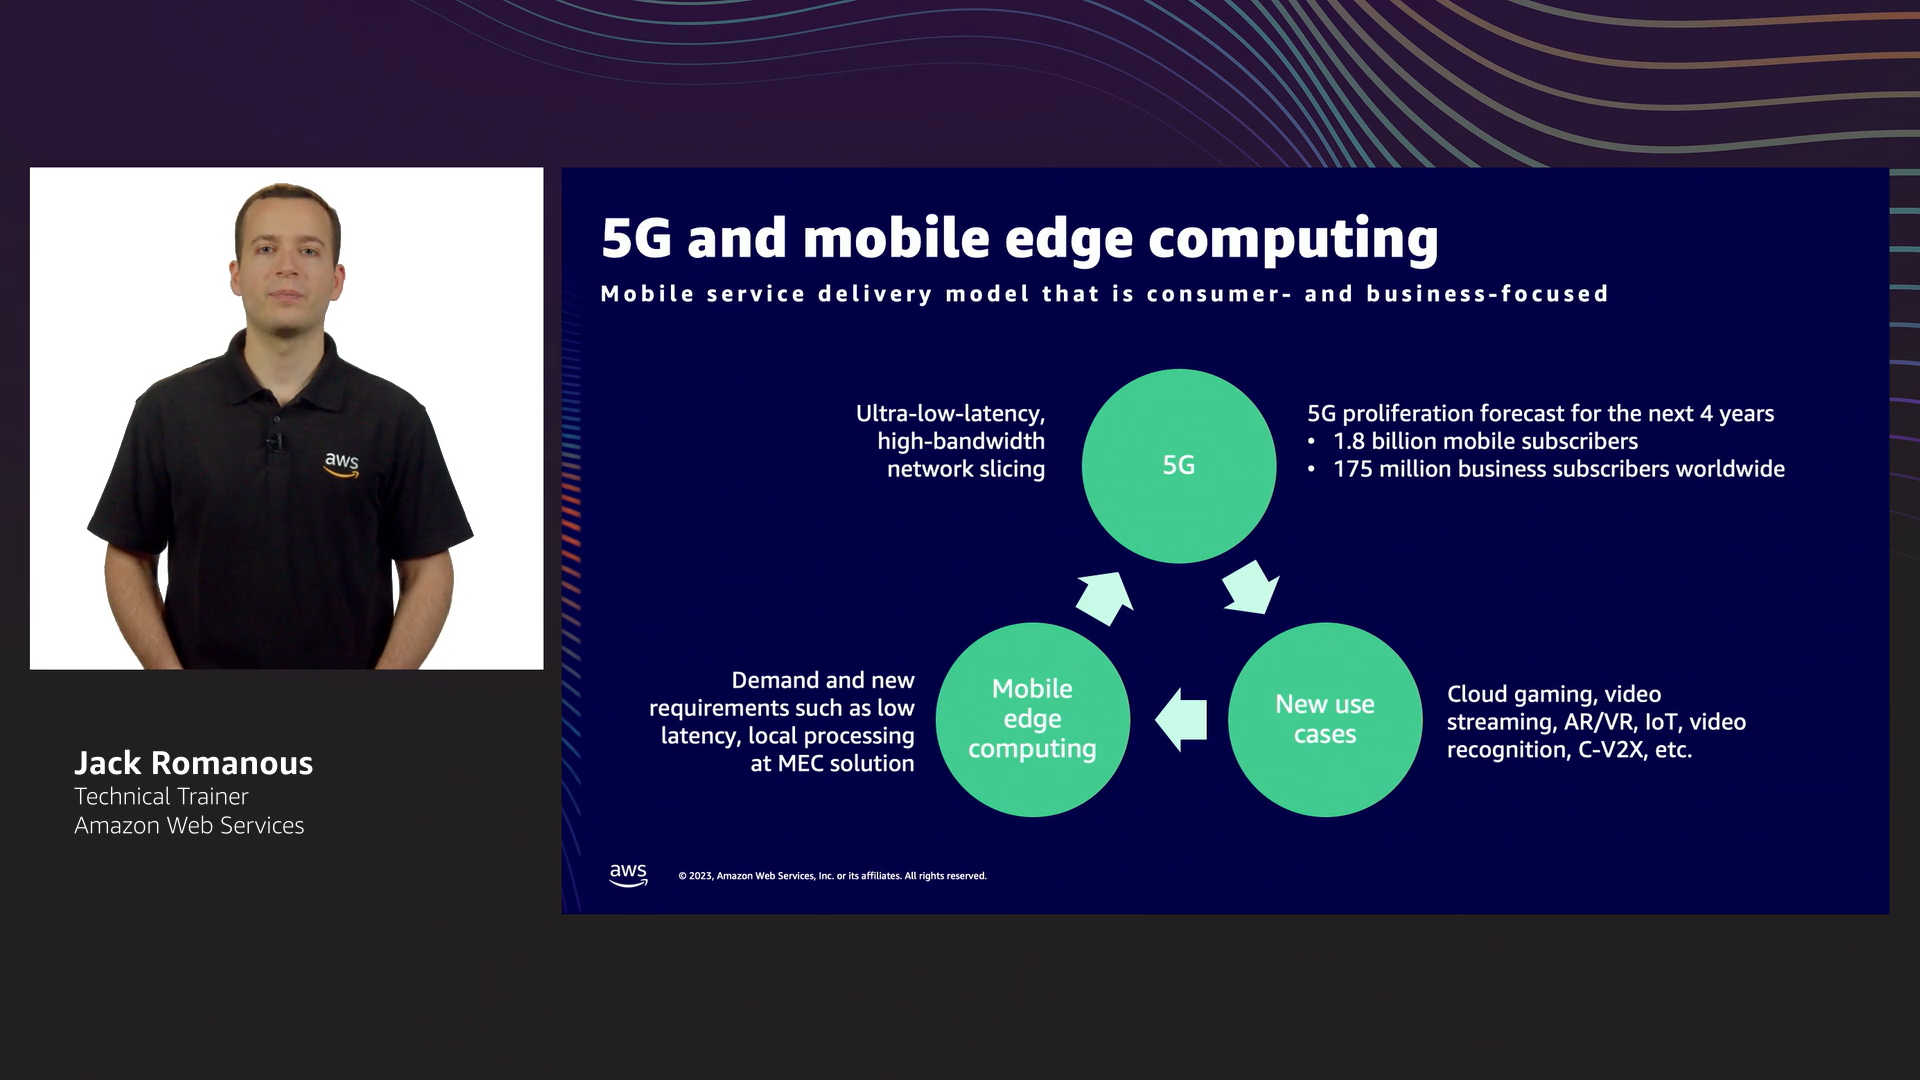 aws
Jack Romanous
Technical Trainer
Amazon Web Services
5G and mobile edge computing
Mobile service delivery model that is consumer- and business-focused
Ultra-low-latency,
high-bandwidth
network slicing
5G
5G proliferation forecast for the next 4 years
• 1.8 billion mobile subscribers
• 175 million business subscribers worldwide
Demand and new
requirements such as low
latency, local processing
at MEC solution
Mobile
edge
computing
New use
cases
Cloud gaming, video
streaming, AR/VR, IoT, video
recognition, C-V2X, etc.
aws
© 2023, Amazon Web Services, Inc. or its affiliates. All rights reserved.